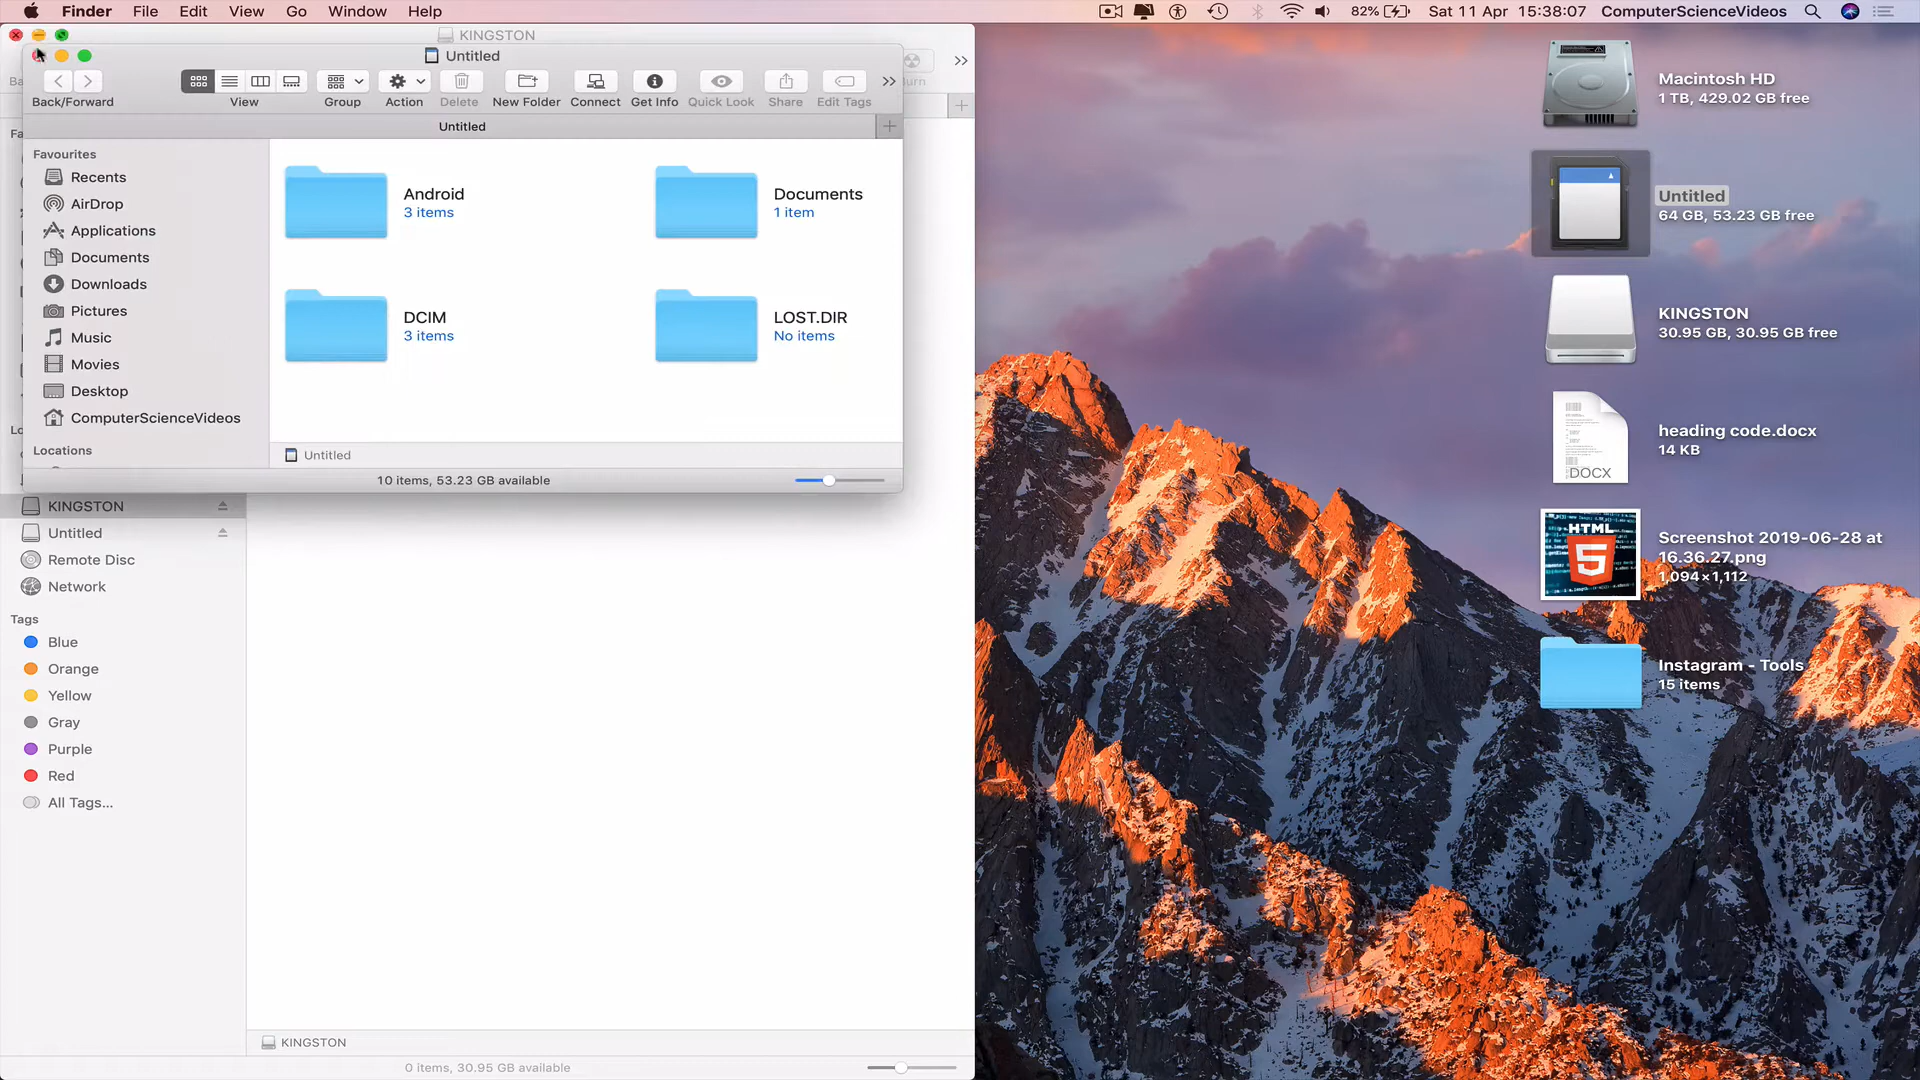 Finder File Edit View Go Window Help 82% Sat 11 Apr 15:38:07 ComputerScienceVideos
KINGSTON
Untitled
Back/Forward View Group Action Delete New Folder Connect Get Info Quick Look Share Edit Tags
Untitled
Favourites
Recents
AirDrop
Applications
Documents
Downloads
Pictures
Music
Movies
Desktop
ComputerScienceVideos
Locations
Android
3 items
Documents
1 item
DCIM
3 items
LOST.DIR
No items
Untitled
10 items, 53.23 GB available
KINGSTON
Untitled
Remote Disc
Network
Tags
Blue
Orange
Yellow
Gray
Purple
Red
All Tags...
KINGSTON
0 items, 30.95 GB available
Macintosh HD
1 TB, 429.02 GB free
Untitled
64 GB, 53.23 GB free
KINGSTON
30.95 GB, 30.95 GB free
DOCX
heading code.docx
14 KB
HTML
5
Screenshot 2019-06-28 at
16.36.27.png
1,094×1,112
Instagram - Tools
15 items